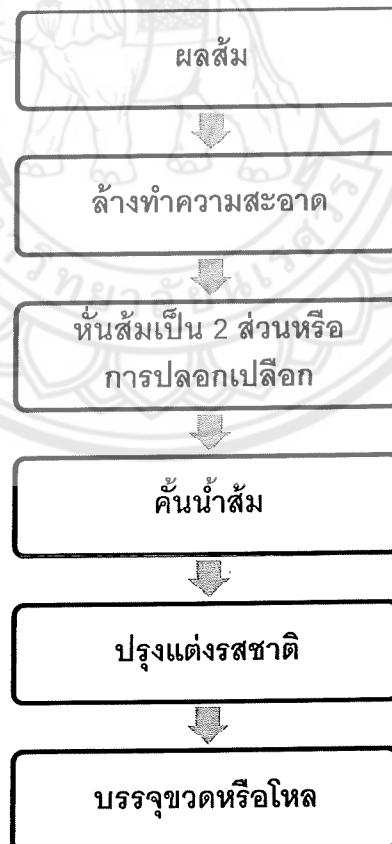 ผลส้ม
ล้างทำความสะอาด
หั่นส้มเป็น 2 ส่วนหรือ
การปลอกเปลือก
คั้นน้ำส้ม
ปรุงแต่งรสชาติ
บรรจุขวดหรือโหล